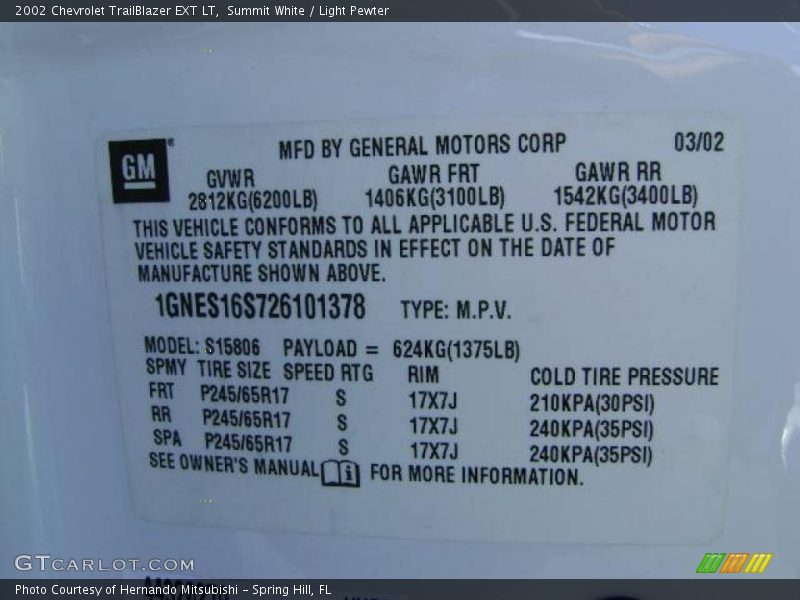 2002 Chevrolet TrailBlazer EXT LT, Summit White / Light Pewter
GM ®
MFD BY GENERAL MOTORS CORP 03/02
GVWR GAWR FRT GAWR RR
2812KG(6200LB) 1406KG(3100LB) 1542KG(3400LB)
THIS VEHICLE CONFORMS TO ALL APPLICABLE U.S. FEDERAL MOTOR
VEHICLE SAFETY STANDARDS IN EFFECT ON THE DATE OF
MANUFACTURE SHOWN ABOVE.
1GNES16S726101378 TYPE: M.P.V.
MODEL: S15806 PAYLOAD = 624KG(1375LB)
SPMY TIRE SIZE SPEED RTG RIM COLD TIRE PRESSURE
FRT P245/65R17 S 17X7J 210KPA(30PSI)
RR P245/65R17 S 17X7J 240KPA(35PSI)
SPA P245/65R17 S 17X7J 240KPA(35PSI)
SEE OWNER'S MANUAL FOR MORE INFORMATION.
GTCARLOT.COM
Photo Courtesy of Hernando Mitsubishi - Spring Hill, FL